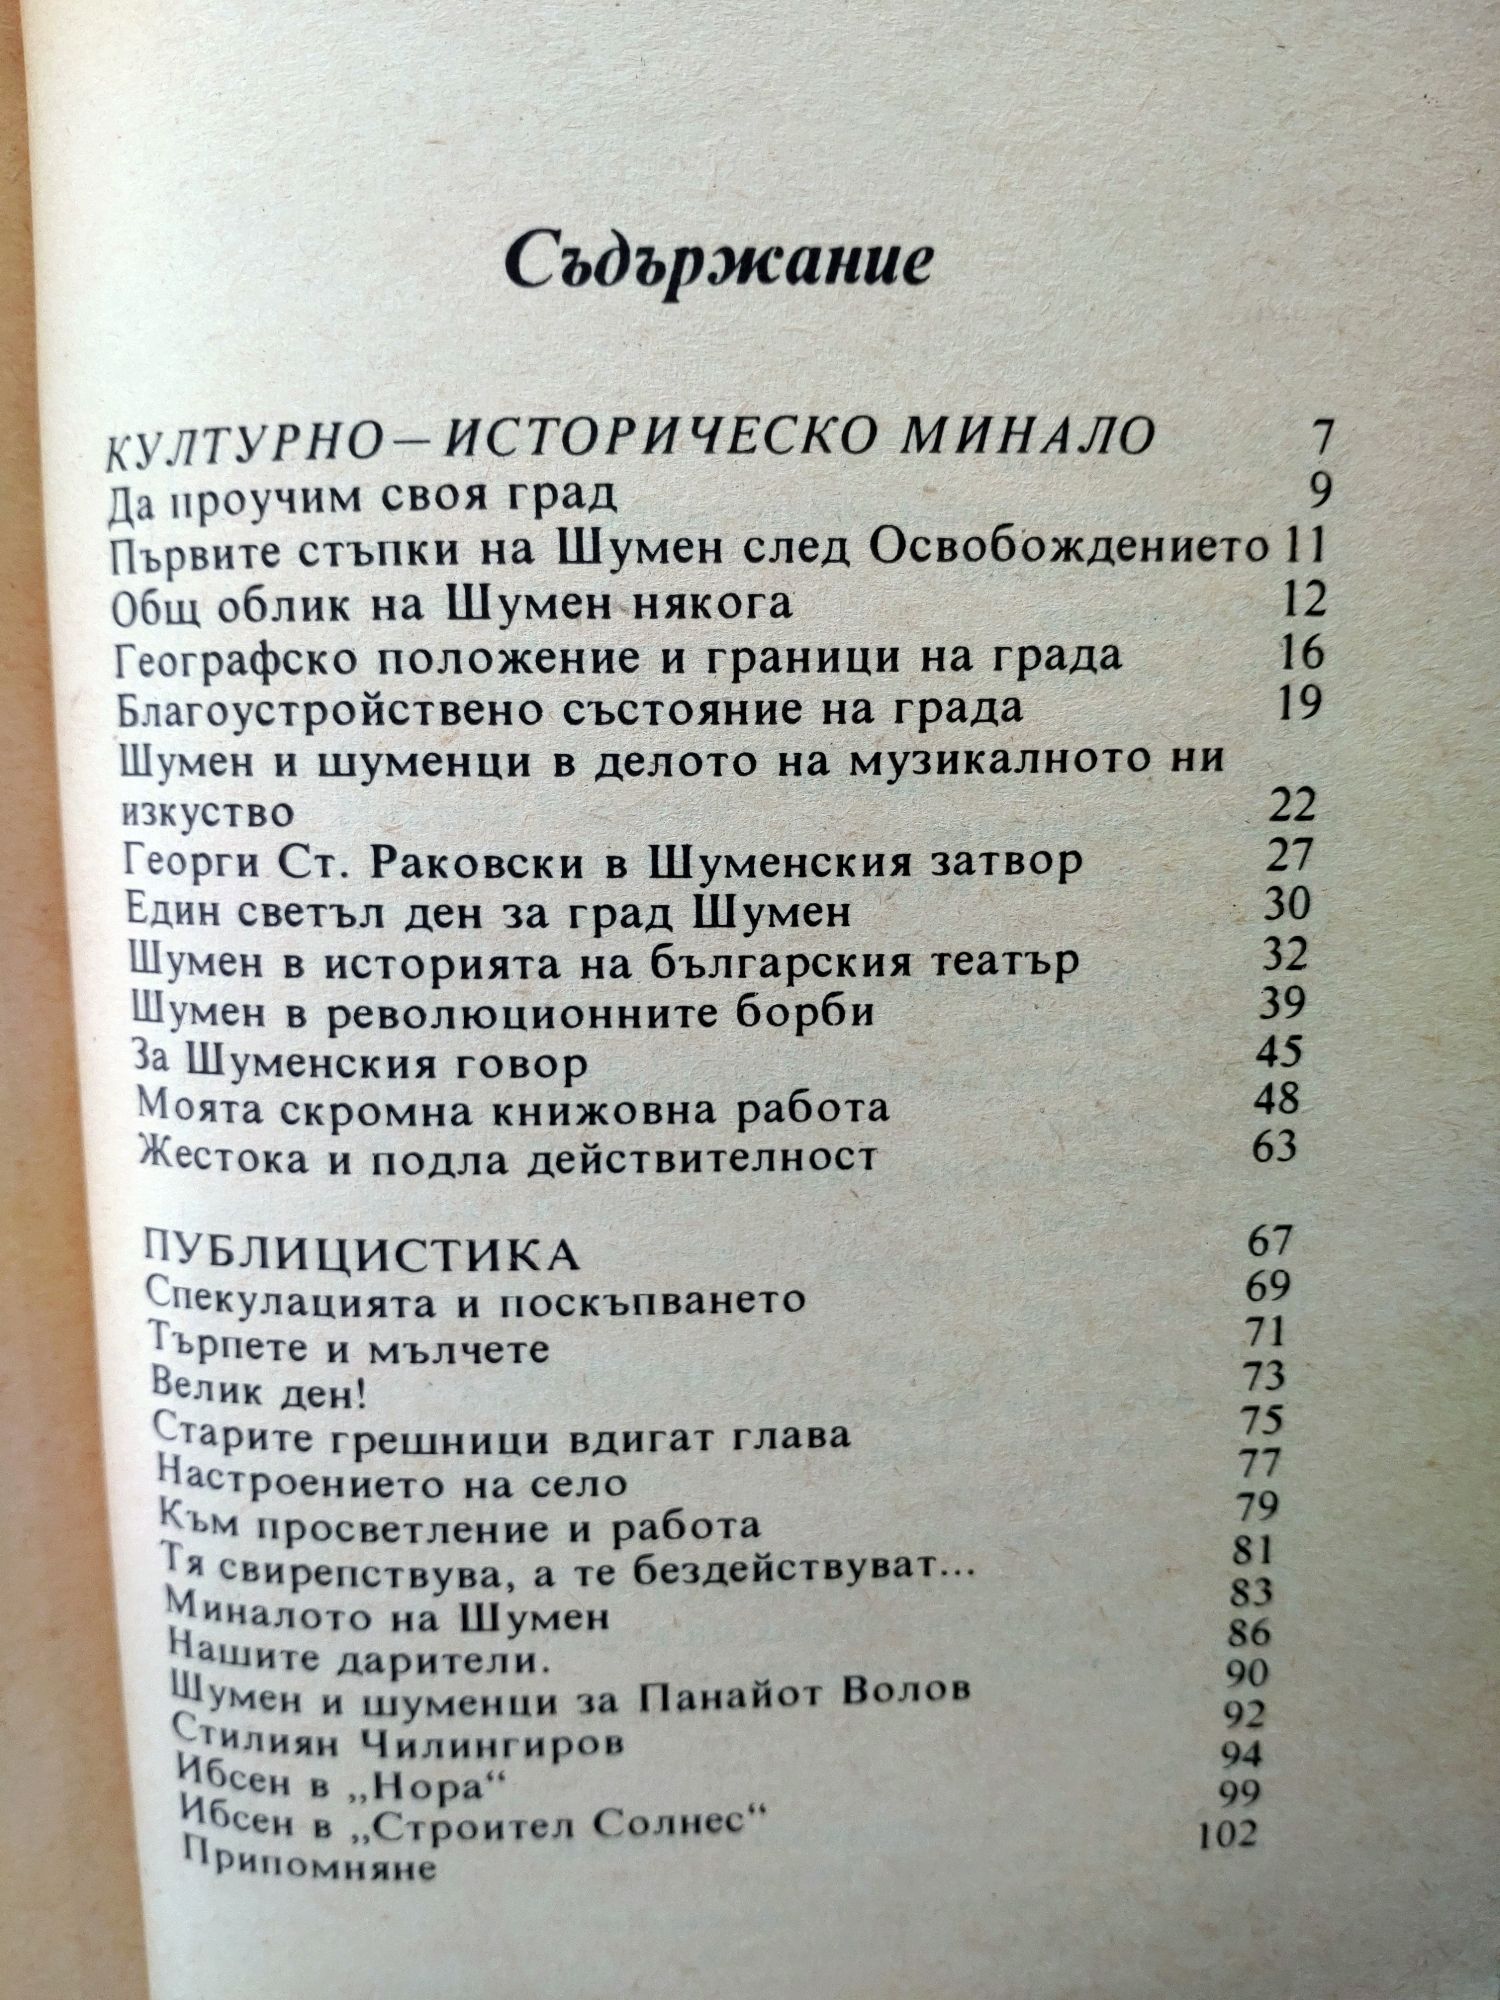 Съдържание
КУЛТУРНО – ИСТОРИЧЕСКО МИНАЛО 7
Да проучим своя град 9
Първите стъпки на Шумен след Освобождението 11
Общ облик на Шумен някога 12
Географско положение и граници на града 16
Благоустройствено състояние на града 19
Шумен и шуменци в делото на музикалното ни
изкуство 22
Георги Ст. Раковски в Шуменския затвор 27
Един светъл ден за град Шумен 30
Шумен в историята на българския театър 32
Шумен в революционните борби 39
За Шуменския говор 45
Моята скромна книжовна работа 48
Жестока и подла действителност 63
ПУБЛИЦИСТИКА 67
Спекулацията и поскъпването 69
Търпете и мълчете 71
Велик ден! 73
Старите грешници вдигат глава 75
Настроението на село 77
Към просветление и работа 79
Тя свирепствува, а те бездействуват... 81
Миналото на Шумен 83
Нашите дарители. 86
Шумен и шуменци за Панайот Волов 90
Стилиян Чилингиров 92
Ибсен в „Нора“ 94
Ибсен в „Строител Солнес“ 99
Припомняне 102